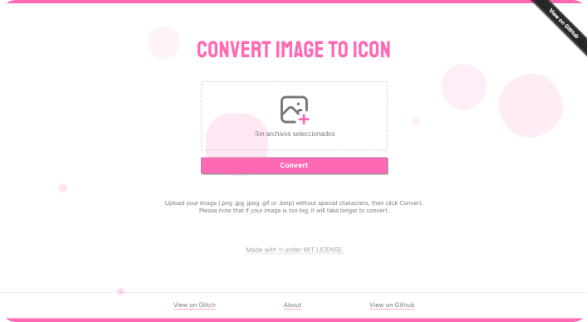 View on Github
CONVERT IMAGE TO ICON
Sin archivos seleccionados
Convert
Upload your image (.png .jpg .jpeg .gif or .bmp) without special characters, then click Convert.
Please note that if your image is too big, it will take longer to convert.
Made with ♡ under MIT LICENSE
View on Glitch
About
View on Github